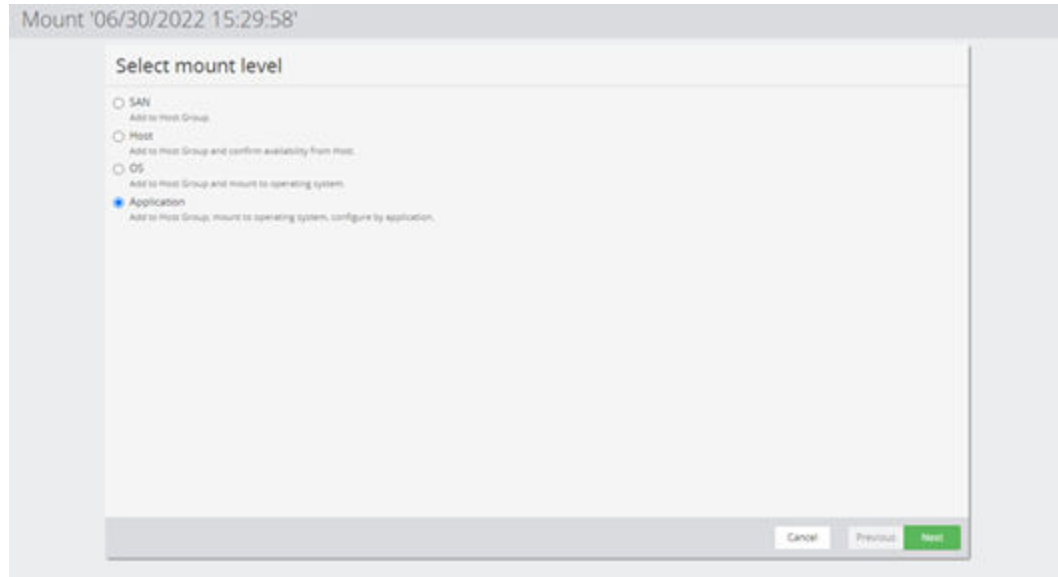 Mount '06/30/2022 15:29:58'
Select mount level
SAN
Add to Host Group.
Host
Add to Host Group and confirm availability from Host.
OS
Add to Host Group and mount to operating system.
Application
Add to Host Group, mount to operating system, configure by application.
Cancel Previous Next